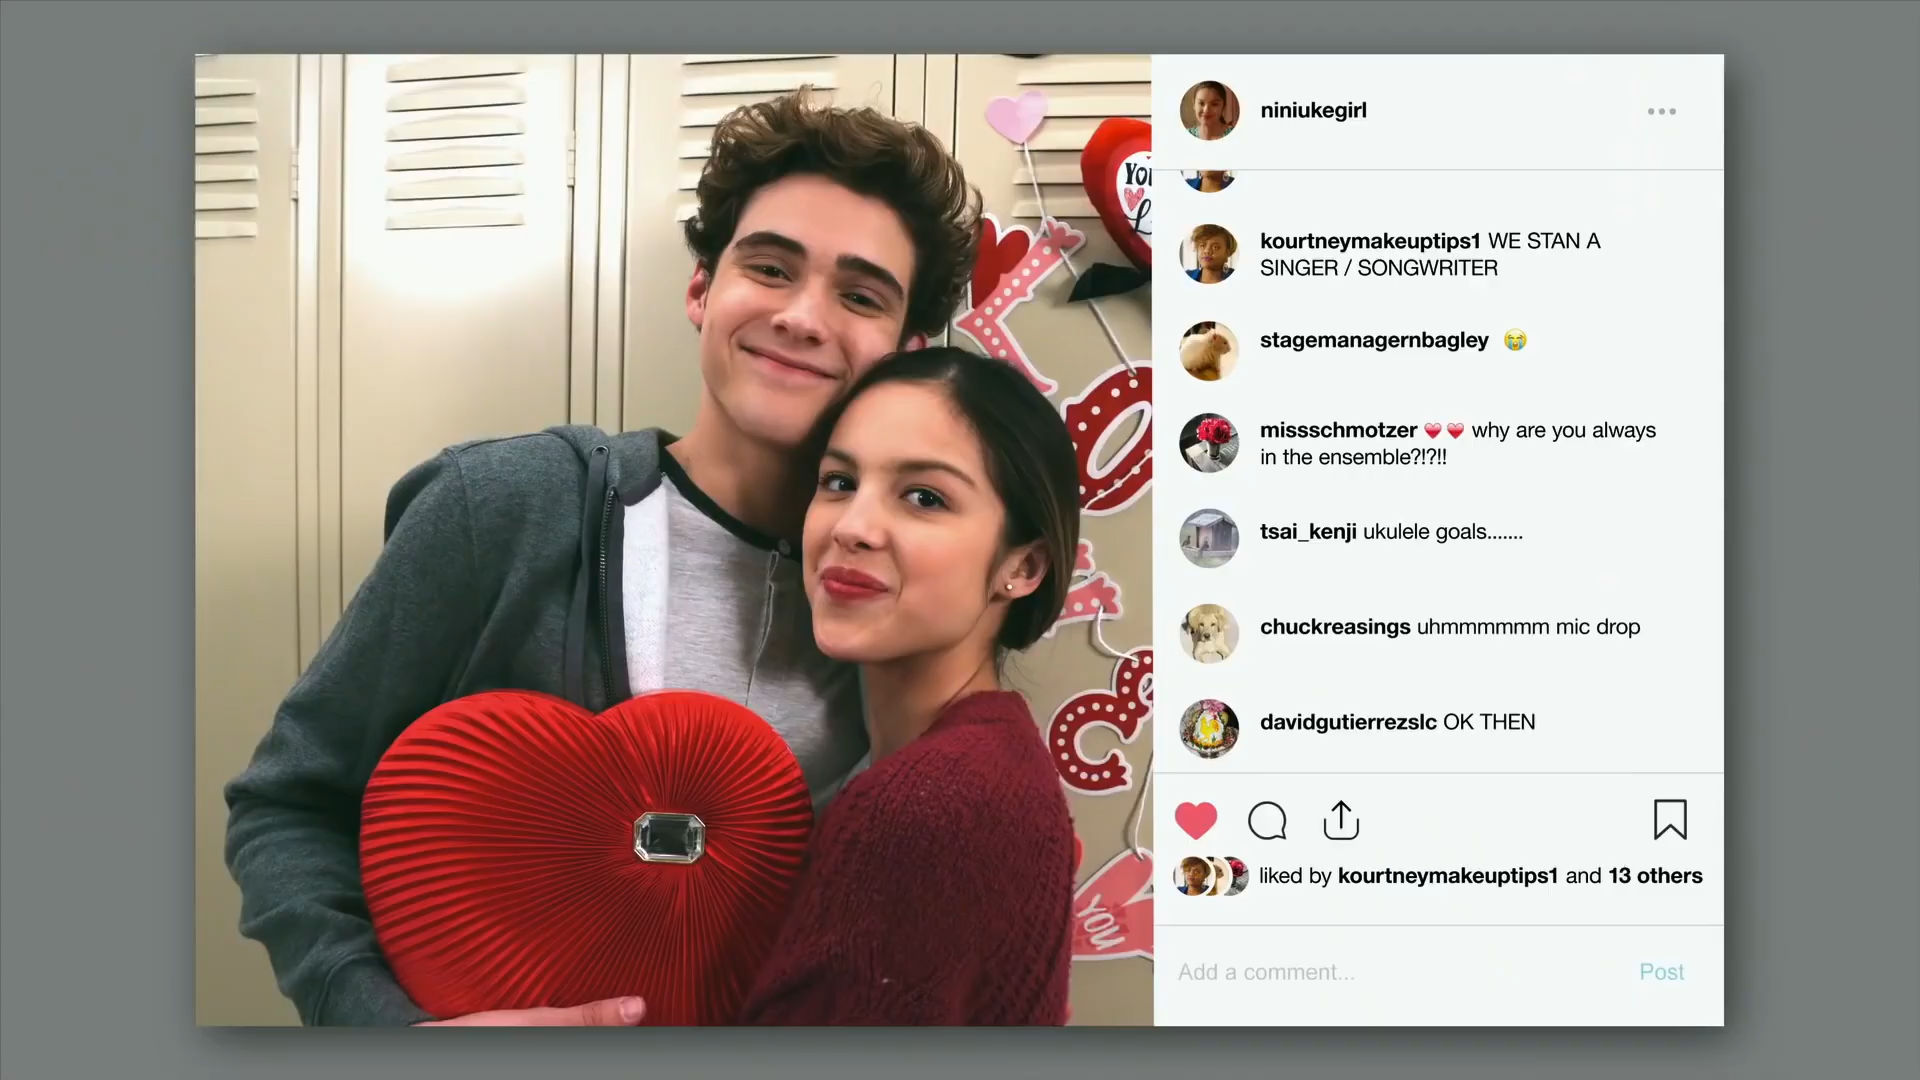 niniukegirl
kourtneymakeuptips1 WE STAN A
SINGER / SONGWRITER
stagemanagernbagley 😭
missschmotzer ❤️❤️ why are you always
in the ensemble?!?!!
tsai_kenji ukulele goals.......
chuckreasings uhmmmmmm mic drop
davidgutierrezslc OK THEN
liked by kourtneymakeuptips1 and 13 others
Add a comment...
Post
YOU